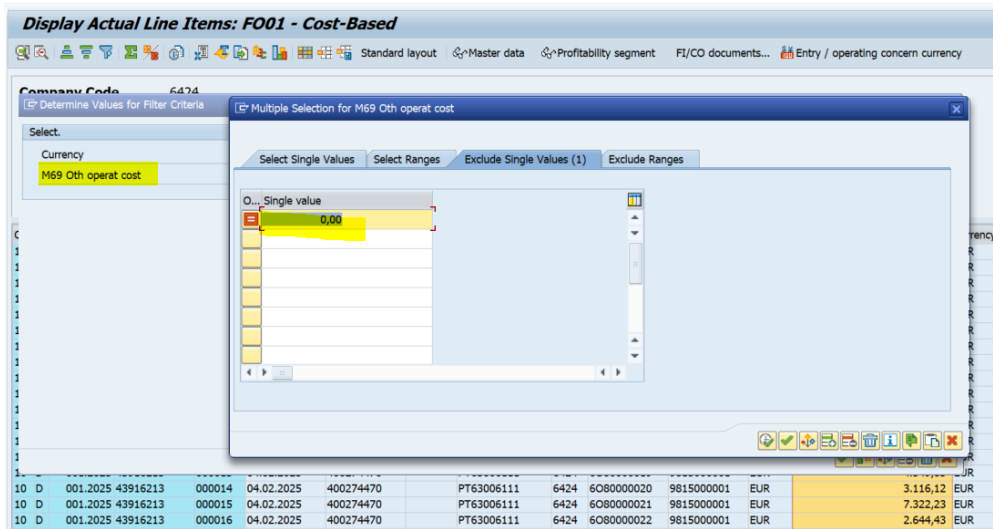 Display Actual Line Items: FO01 - Cost-Based
Standard layout Master data Profitability segment FI/CO documents... Entry / operating concern currency
Company Code 6424
Determine Values for Filter Criteria
Multiple Selection for M69 Oth operat cost
Select.
Currency
M69 Oth operat cost
Select Single Values Select Ranges Exclude Single Values (1) Exclude Ranges
O... Single value
0,00
10 D 001.2025 43916213 000014 04.02.2025 400274470 PT63006111 6424 6O80000020 9815000001 EUR 3.116,12 EUR
10 D 001.2025 43916213 000015 04.02.2025 400274470 PT63006111 6424 6O80000021 9815000001 EUR 7.322,23 EUR
10 D 001.2025 43916213 000016 04.02.2025 400274470 PT63006111 6424 6O80000022 9815000001 EUR 2.644,43 EUR